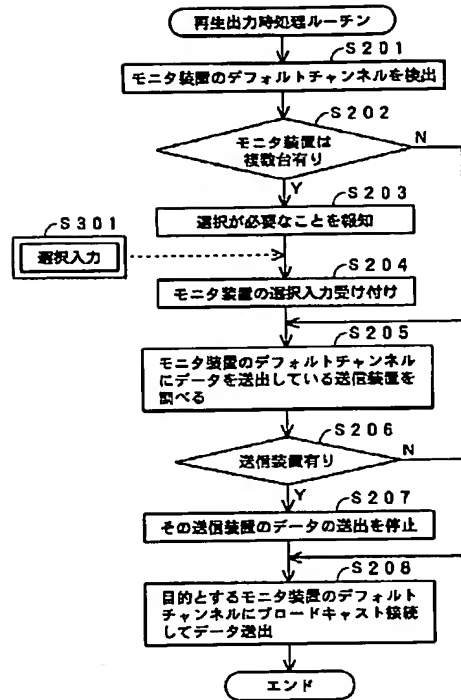 再生出力時処理ルーチン
S201
モニタ装置のデフォルトチャンネルを検出
S202
モニタ装置は
複数台有り
N
Y
S203
選択が必要なことを報知
S301
選択入力
S204
モニタ装置の選択入力受け付け
S205
モニタ装置のデフォルトチャンネル
にデータを送出している送信装置を
調べる
S206
送信装置有り
N
Y
S207
その送信装置のデータの送出を停止
S208
目的とするモニタ装置のデフォルト
チャンネルにブロードキャスト接続
してデータ送出
エンド